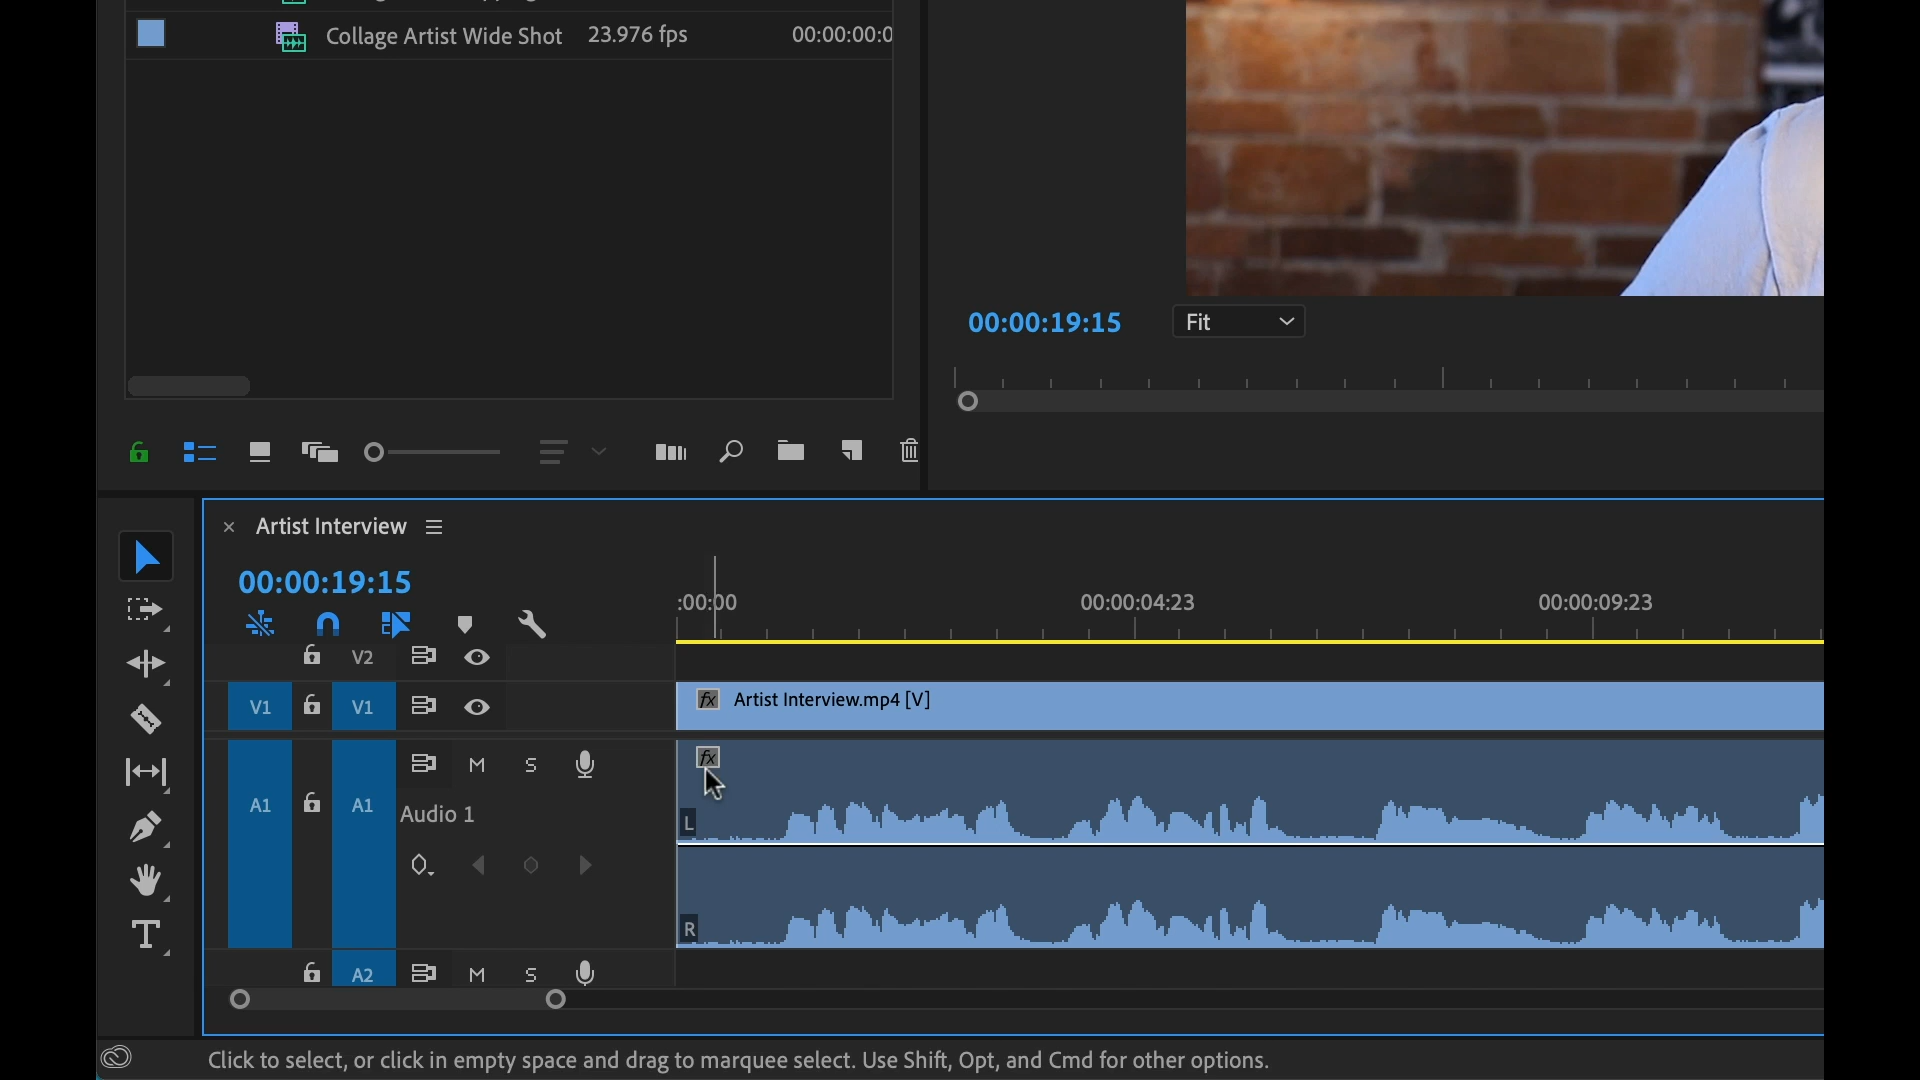 Collage Artist Wide Shot 23.976 fps 00:00:00:0
00:00:19:15 Fit
Artist Interview
00:00:19:15
:00:00 00:00:04:23 00:00:09:23
V2
V1 V1 fx Artist Interview.mp4 [V]
M S fx
A1 A1 Audio 1 L
R
A2 M S
Click to select, or click in empty space and drag to marquee select. Use Shift, Opt, and Cmd for other options.